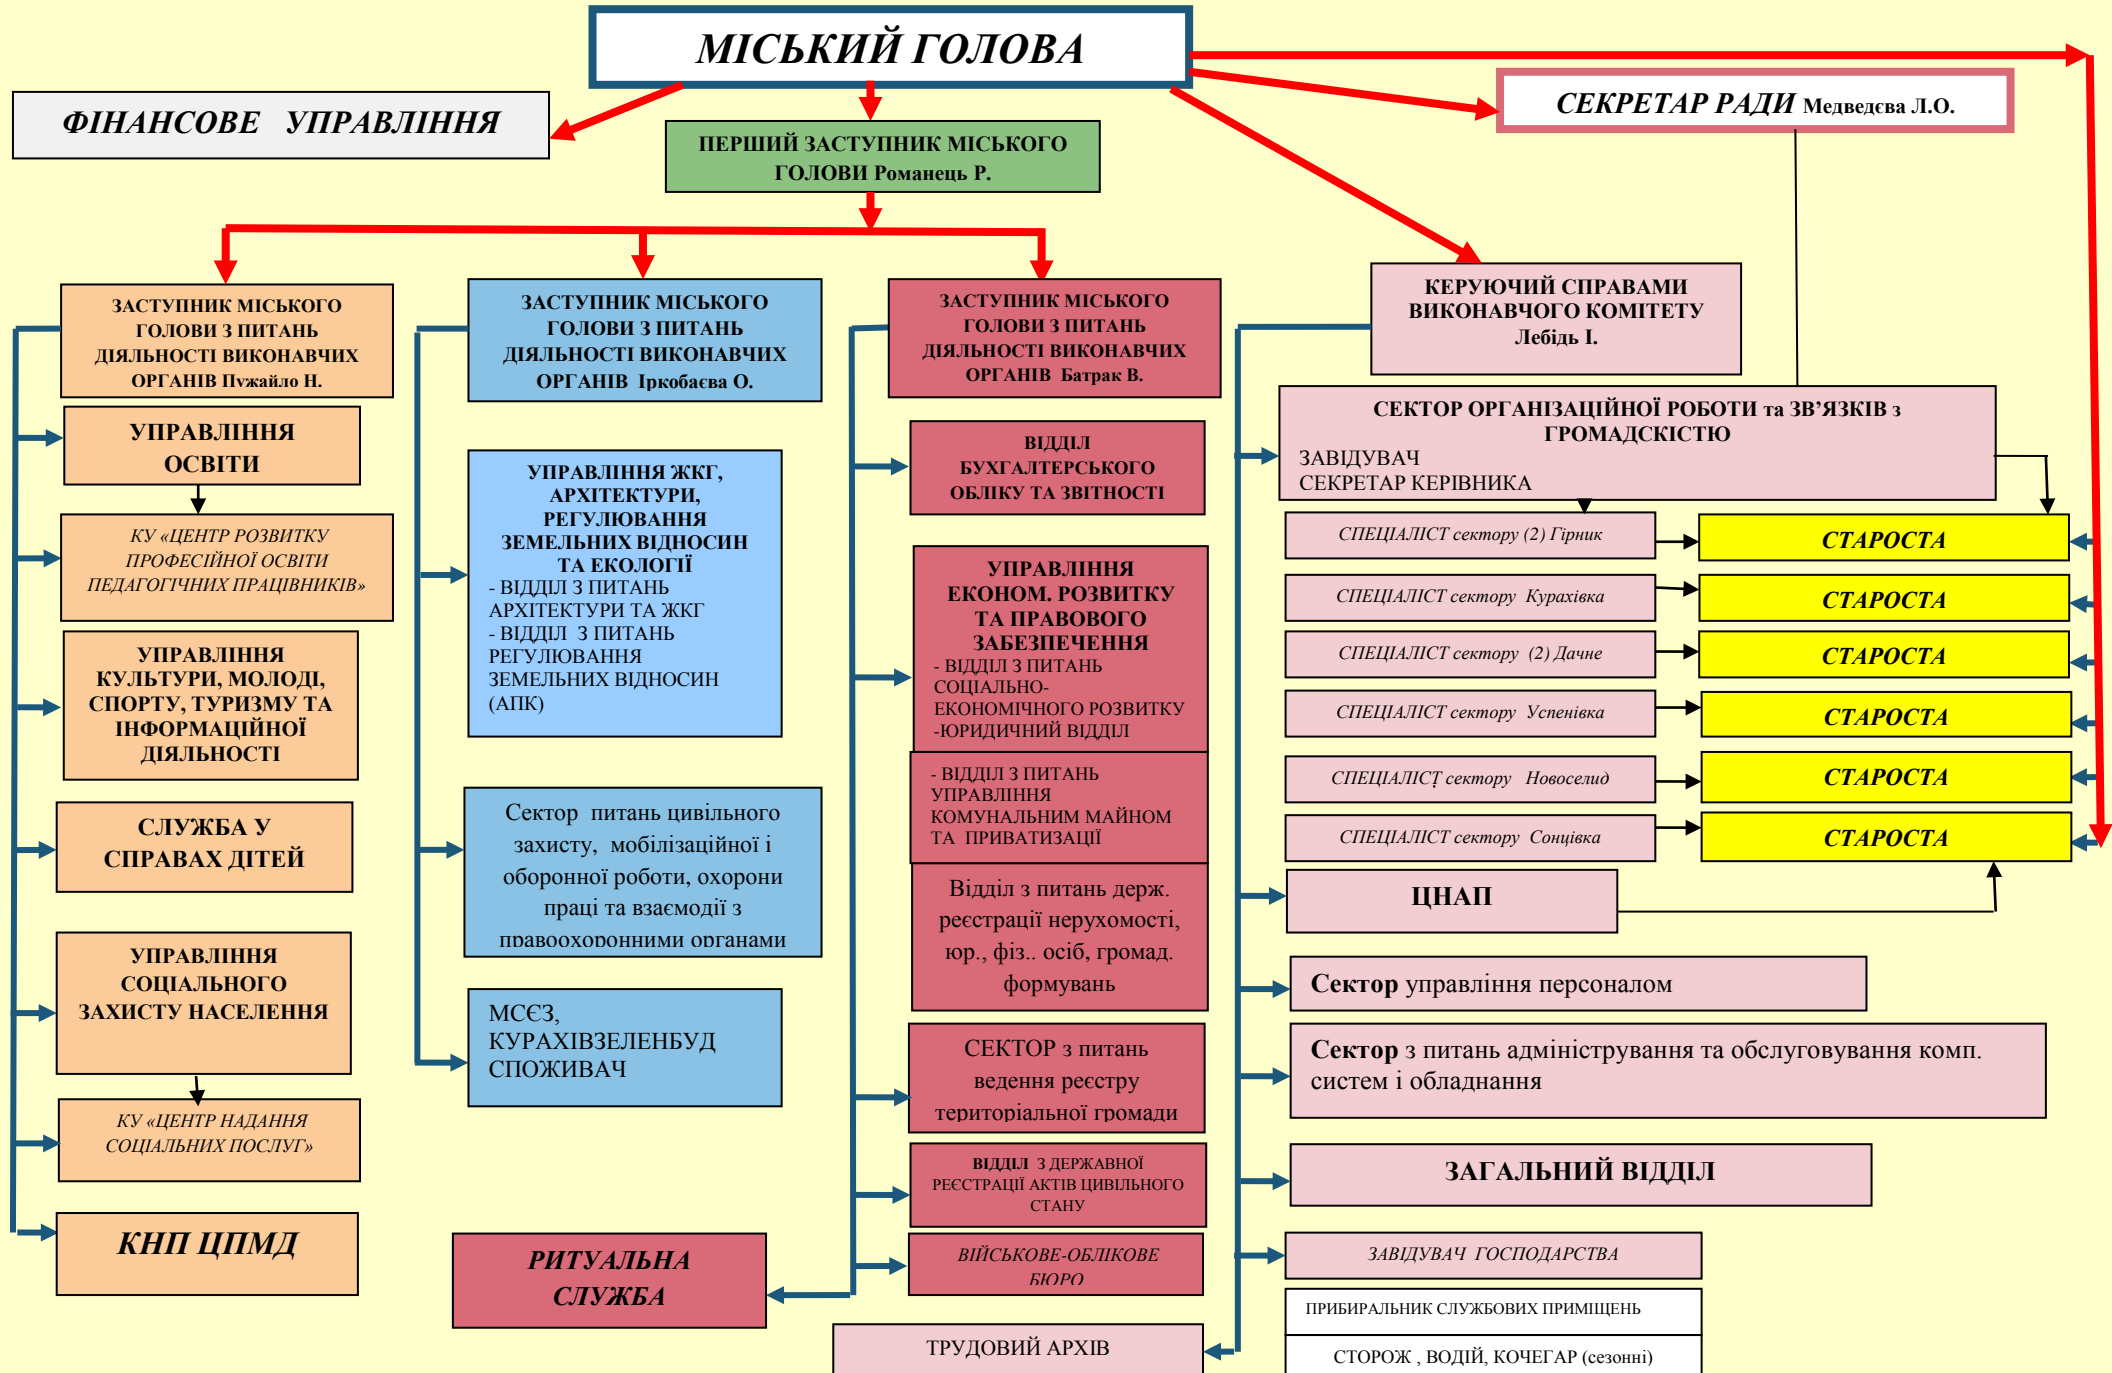 МІСЬКИЙ ГОЛОВА
ФІНАНСОВЕ УПРАВЛІННЯ
СЕКРЕТАР РАДИ Медведєва Л.О.
ПЕРШИЙ ЗАСТУПНИК МІСЬКОГО
ГОЛОВИ Романець Р.
ЗАСТУПНИК МІСЬКОГО
ГОЛОВИ З ПИТАНЬ
ДІЯЛЬНОСТІ ВИКОНАВЧИХ
ОРГАНІВ Пужайло Н.
УПРАВЛІННЯ
ОСВІТИ
КУ «ЦЕНТР РОЗВИТКУ
ПРОФЕСІЙНОЇ ОСВІТИ
ПЕДАГОГІЧНИХ ПРАЦІВНИКІВ»
УПРАВЛІННЯ
КУЛЬТУРИ, МОЛОДІ,
СПОРТУ, ТУРИЗМУ ТА
ІНФОРМАЦІЙНОЇ
ДІЯЛЬНОСТІ
СЛУЖБА У
СПРАВАХ ДІТЕЙ
УПРАВЛІННЯ
СОЦІАЛЬНОГО
ЗАХИСТУ НАСЕЛЕННЯ
КУ «ЦЕНТР НАДАННЯ
СОЦІАЛЬНИХ ПОСЛУГ»
КНП ЦПМД
ЗАСТУПНИК МІСЬКОГО
ГОЛОВИ З ПИТАНЬ
ДІЯЛЬНОСТІ ВИКОНАВЧИХ
ОРГАНІВ Іркобаєва О.
УПРАВЛІННЯ ЖКГ,
АРХІТЕКТУРИ,
РЕГУЛЮВАННЯ
ЗЕМЕЛЬНИХ ВІДНОСИН
ТА ЕКОЛОГІЇ
- ВІДДІЛ З ПИТАНЬ
АРХІТЕКТУРИ ТА ЖКГ
- ВІДДІЛ З ПИТАНЬ
РЕГУЛЮВАННЯ
ЗЕМЕЛЬНИХ ВІДНОСИН
(АПК)
Сектор питань цивільного
захисту, мобілізаційної і
оборонної роботи, охорони
праці та взаємодії з
правоохоронними органами
МСЄЗ,
КУРАХІВЗЕЛЕНБУД
СПОЖИВАЧ
РИТУАЛЬНА
СЛУЖБА
ЗАСТУПНИК МІСЬКОГО
ГОЛОВИ З ПИТАНЬ
ДІЯЛЬНОСТІ ВИКОНАВЧИХ
ОРГАНІВ Батрак В.
ВІДДІЛ
БУХГАЛТЕРСЬКОГО
ОБЛІКУ ТА ЗВІТНОСТІ
УПРАВЛІННЯ
ЕКОНОМ. РОЗВИТКУ
ТА ПРАВОВОГО
ЗАБЕЗПЕЧЕННЯ
- ВІДДІЛ З ПИТАНЬ
СОЦІАЛЬНО-
ЕКОНОМІЧНОГО РОЗВИТКУ
-ЮРИДИЧНИЙ ВІДДІЛ
- ВІДДІЛ З ПИТАНЬ
УПРАВЛІННЯ
КОМУНАЛЬНИМ МАЙНОМ
ТА ПРИВАТИЗАЦІЇ
Відділ з питань держ.
реєстрації нерухомості,
юр., фіз.. осіб, громад.
формувань
СЕКТОР з питань
ведення реєстру
територіальної громади
ВІДДІЛ З ДЕРЖАВНОЇ
РЕЄСТРАЦІЇ АКТІВ ЦИВІЛЬНОГО
СТАНУ
ВІЙСЬКОВЕ-ОБЛІКОВЕ
БЮРО
ТРУДОВИЙ АРХІВ
КЕРУЮЧИЙ СПРАВАМИ
ВИКОНАВЧОГО КОМІТЕТУ
Лебідь І.
СЕКТОР ОРГАНІЗАЦІЙНОЇ РОБОТИ та ЗВ’ЯЗКІВ з
ГРОМАДСКІСТЮ
ЗАВІДУВАЧ
СЕКРЕТАР КЕРІВНИКА
СПЕЦІАЛІСТ сектору (2) Гірник
СТАРОСТА
СПЕЦІАЛІСТ сектору Курахівка
СТАРОСТА
СПЕЦІАЛІСТ сектору (2) Дачне
СТАРОСТА
СПЕЦІАЛІСТ сектору Успенівка
СТАРОСТА
СПЕЦІАЛІСТ сектору Новоселид
СТАРОСТА
СПЕЦІАЛІСТ сектору Сонцівка
СТАРОСТА
ЦНАП
Сектор управління персоналом
Сектор з питань адміністрування та обслуговування комп.
систем і обладнання
ЗАГАЛЬНИЙ ВІДДІЛ
ЗАВІДУВАЧ ГОСПОДАРСТВА
ПРИБИРАЛЬНИК СЛУЖБОВИХ ПРИМІЩЕНЬ
СТОРОЖ , ВОДІЙ, КОЧЕГАР (сезонні)